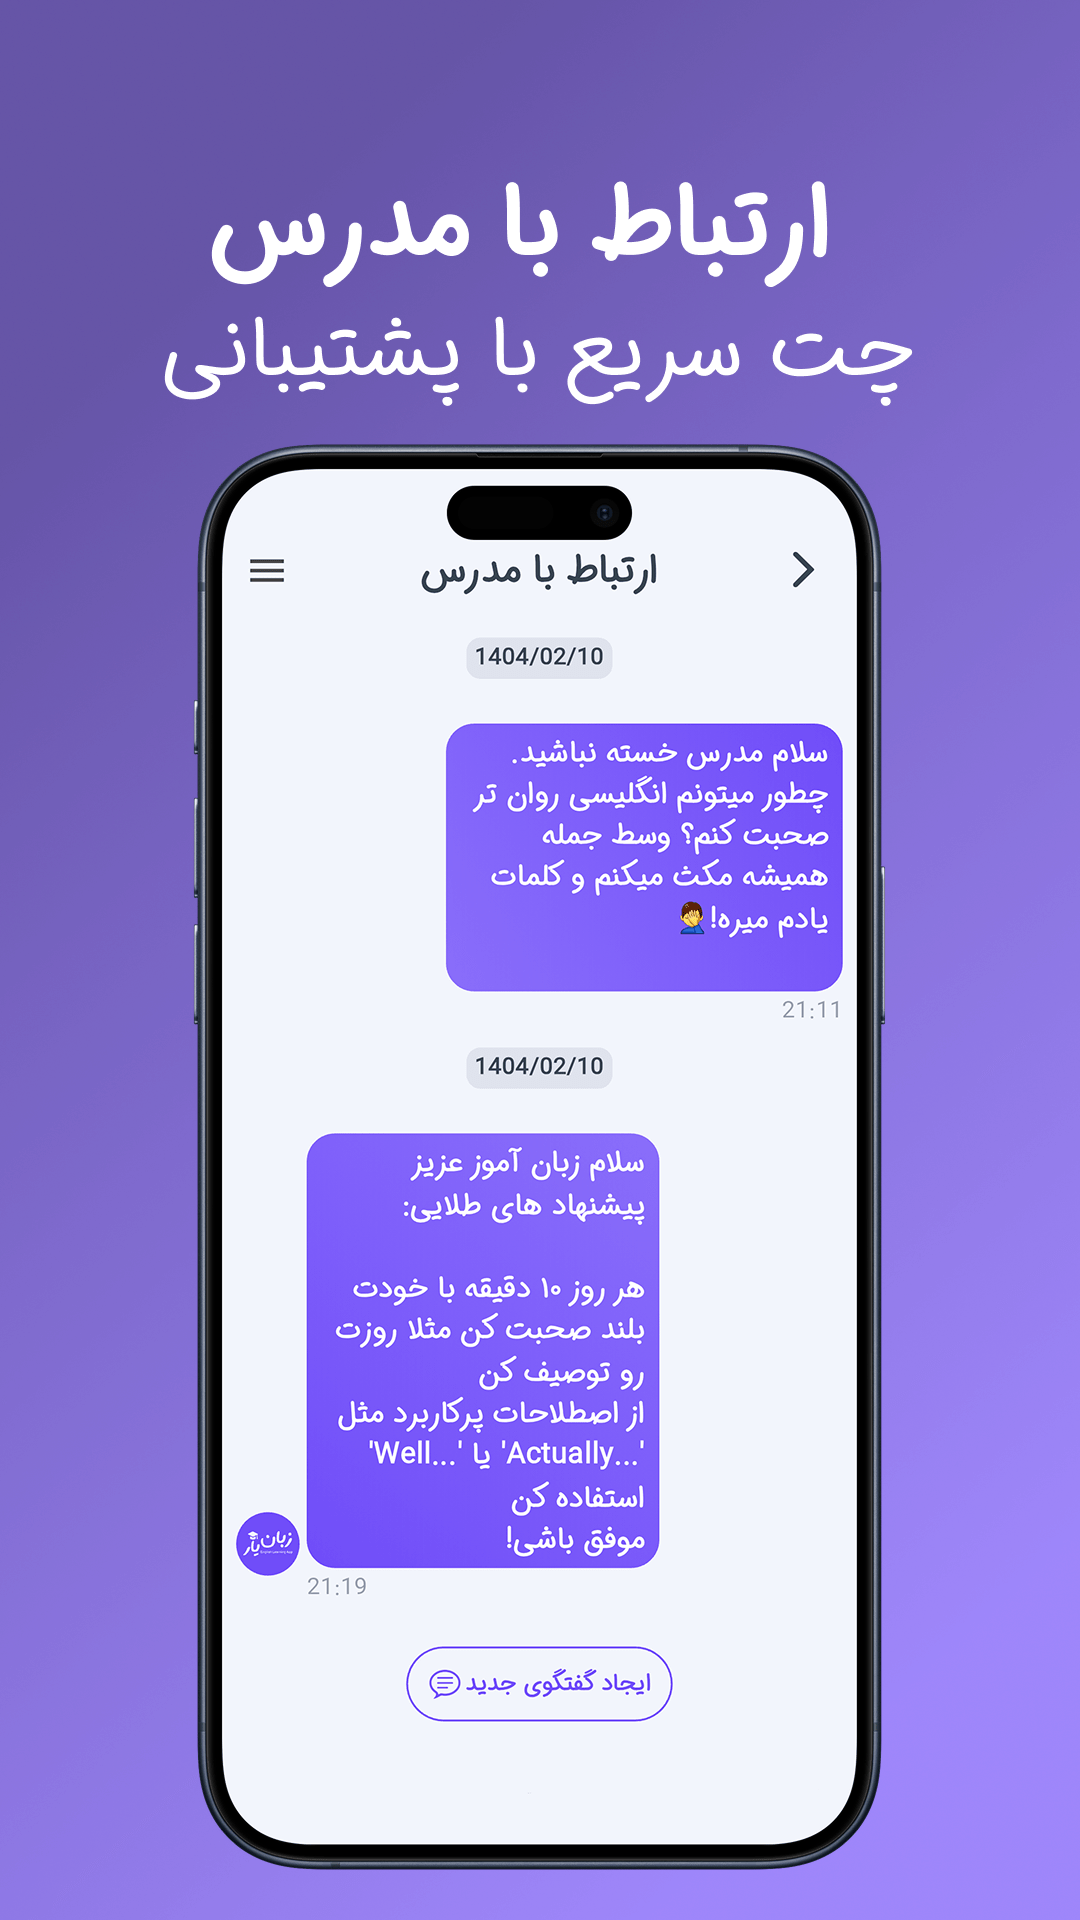 ارتباط با مدرس
چت سریع با پشتیبانی
ارتباط با مدرس
1404/02/10
سلام مدرس خسته نباشید.
چطور میتونم انگلیسی روان تر
صحبت کنم؟ وسط جمله
همیشه مکث میکنم و کلمات
یادم میره!🤦‍♂️
21:11
1404/02/10
سلام زبان آموز عزیز
پیشنهاد های طلایی:
هر روز ۱۰ دقیقه با خودت
بلند صحبت کن مثلا روزت
رو توصیف کن
از اصطلاحات پرکاربرد مثل
'Actually...' یا 'Well...'
استفاده کن
موفق باشی!
زبان یار
21:19
ایجاد گفتگوی جدید